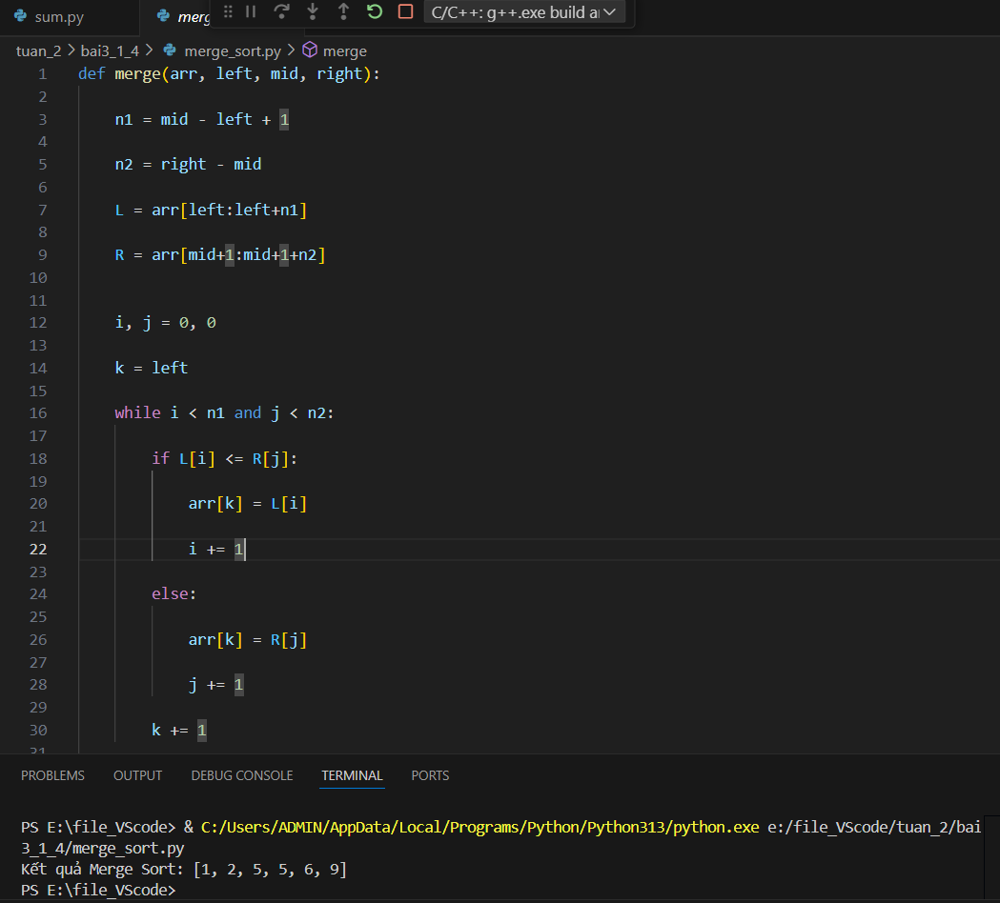 sum.py merg C/C++: g++.exe build a
tuan_2 > bai3_1_4 > merge_sort.py > merge
1 def merge(arr, left, mid, right):
2
3 n1 = mid - left + 1
4
5 n2 = right - mid
6
7 L = arr[left:left+n1]
8
9 R = arr[mid+1:mid+1+n2]
10
11
12 i, j = 0, 0
13
14 k = left
15
16 while i < n1 and j < n2:
17
18 if L[i] <= R[j]:
19
20 arr[k] = L[i]
21
22 i += 1
23
24 else:
25
26 arr[k] = R[j]
27
28 j += 1
29
30 k += 1
31
PROBLEMS OUTPUT DEBUG CONSOLE TERMINAL PORTS
PS E:\file_VScode> & C:/Users/ADMIN/AppData/Local/Programs/Python/Python313/python.exe e:/file_VScode/tuan_2/bai
3_1_4/merge_sort.py
Kết quả Merge Sort: [1, 2, 5, 5, 6, 9]
PS E:\file_VScode>